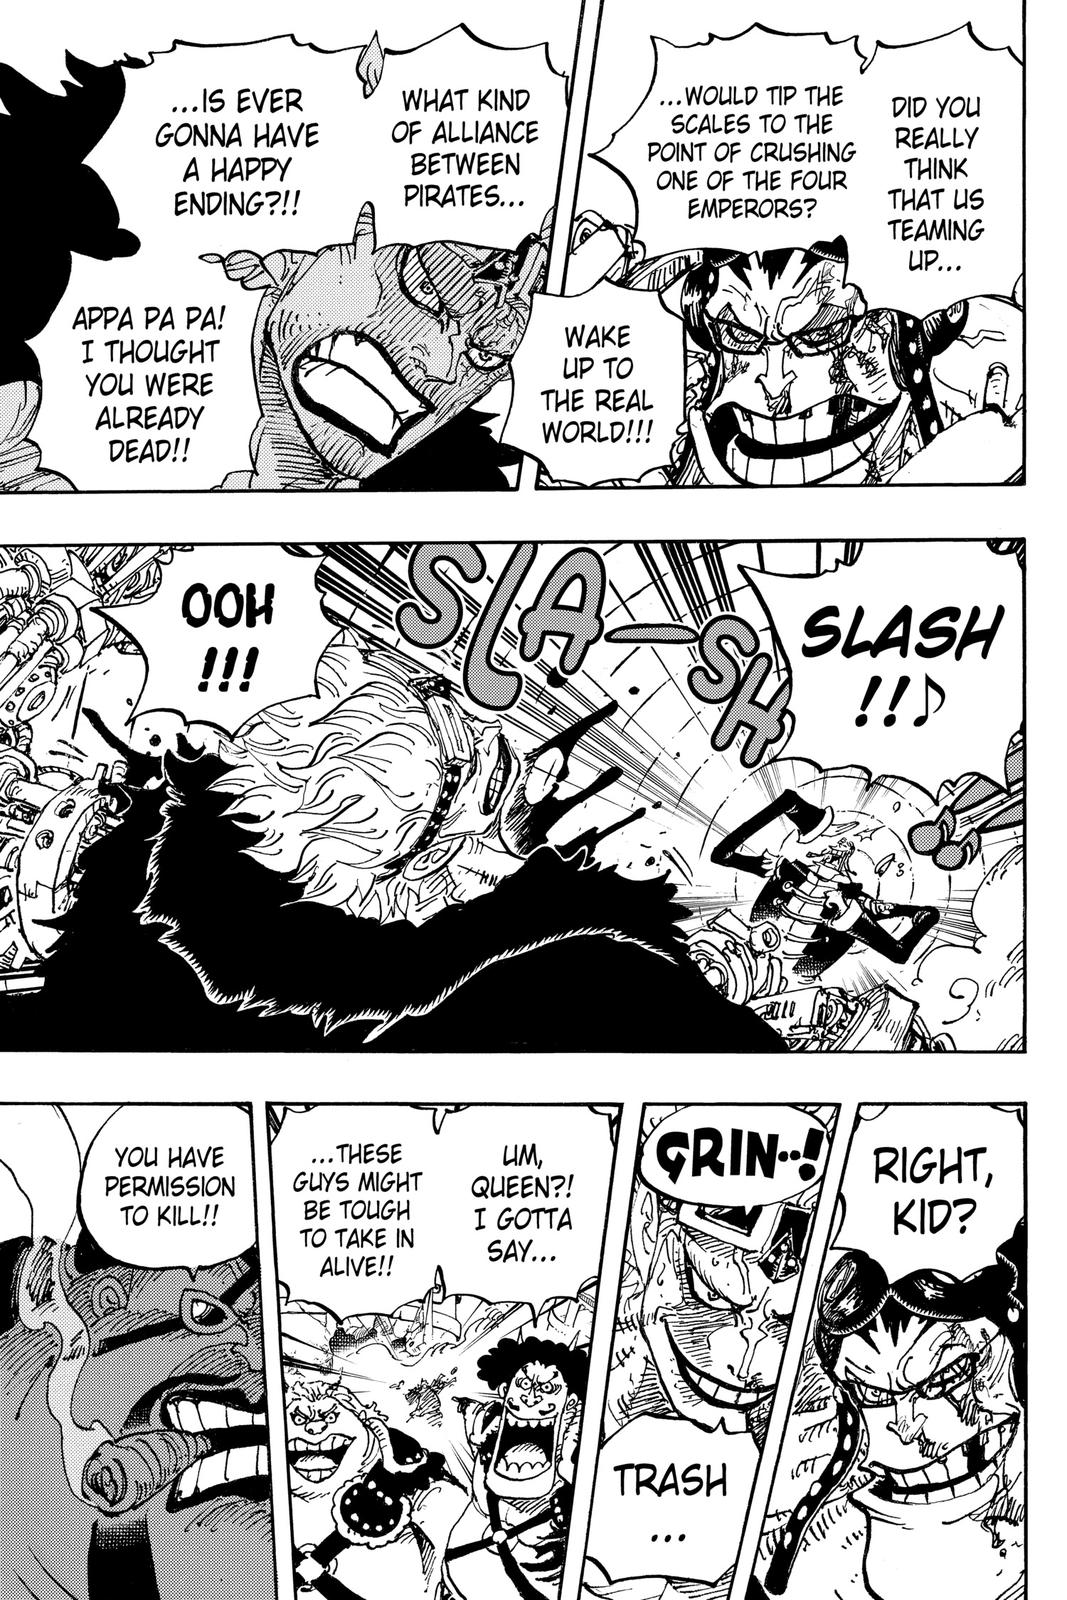 DID YOU
REALLY
THINK
THAT US
TEAMING
UP...
...WOULD TIP THE
SCALES TO THE
POINT OF CRUSHING
ONE OF THE FOUR
EMPERORS?
WAKE
UP TO
THE REAL
WORLD!!!
WHAT KIND
OF ALLIANCE
BETWEEN
PIRATES...
...IS EVER
GONNA HAVE
A HAPPY
ENDING?!!
APPA PA PA!
I THOUGHT
YOU WERE
ALREADY
DEAD!!
SLASH
!!♪
SLA—SH
OOH
!!!
RIGHT,
KID?
GRIN··!
TRASH
...
UM,
QUEEN?!
I GOTTA
SAY...
...THESE
GUYS MIGHT
BE TOUGH
TO TAKE IN
ALIVE!!
YOU HAVE
PERMISSION
TO KILL!!